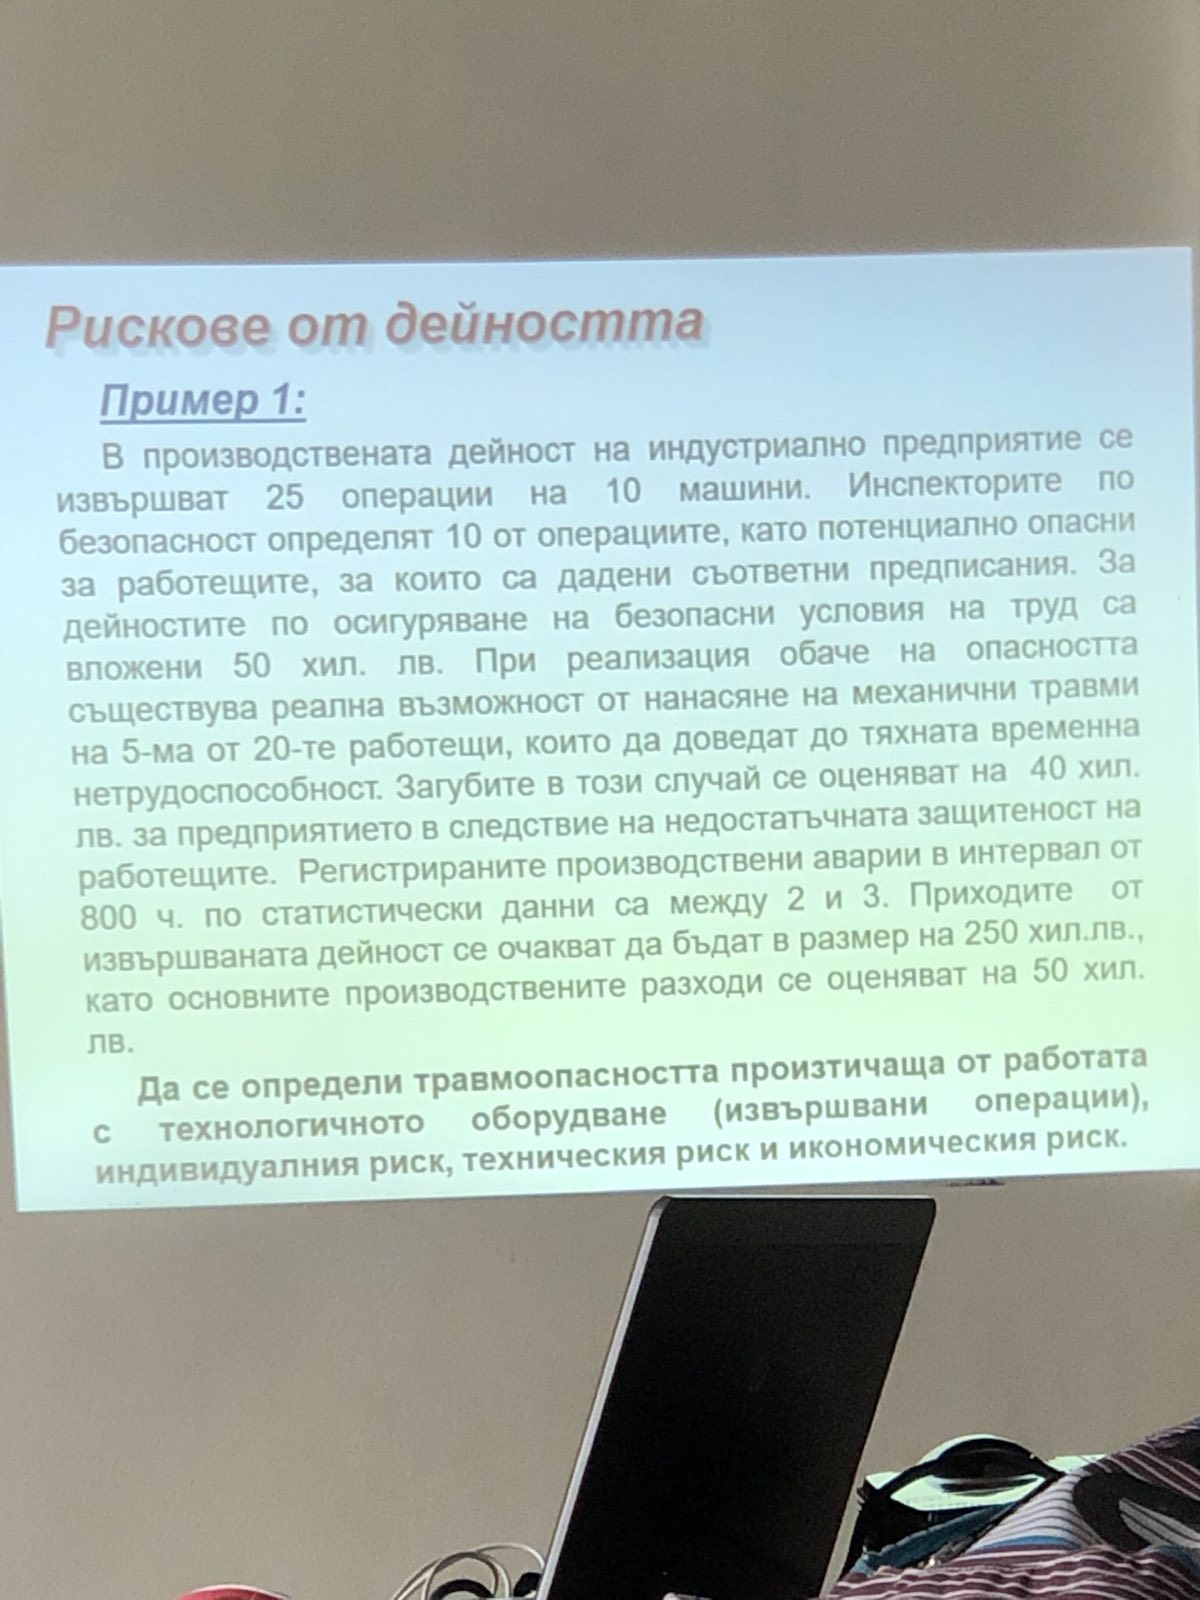 Рискове от дейността
Пример 1:
В производствената дейност на индустриално предприятие се
извършват 25 операции на 10 машини. Инспекторите по
безопасност определят 10 от операциите, като потенциално опасни
за работещите, за които са дадени съответни предписания. За
дейностите по осигуряване на безопасни условия на труд са
вложени 50 хил. лв. При реализация обаче на опасността
съществува реална възможност от нанасяне на механични травми
на 5-ма от 20-те работещи, които да доведат до тяхната временна
нетрудоспособност. Загубите в този случай се оценяват на 40 хил.
лв. за предприятието в следствие на недостатъчната защитеност на
работещите. Регистрираните производствени аварии в интервал от
800 ч. по статистически данни са между 2 и 3. Приходите от
извършваната дейност се очакват да бъдат в размер на 250 хил.лв.,
като основните производствените разходи се оценяват на 50 хил.
лв.
Да се определи травмоопасността произтичаща от работата
с технологичното оборудване (извършвани операции),
индивидуалния риск, техническия риск и икономическия риск.